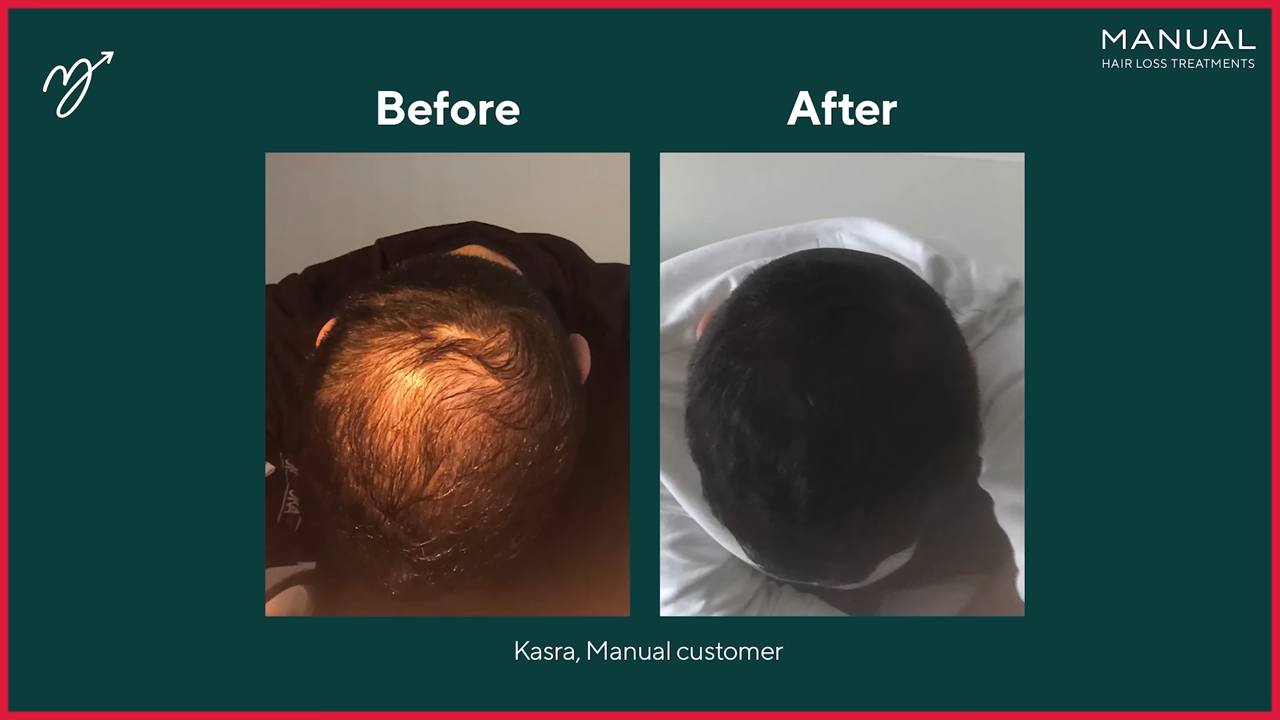 MANUAL
HAIR LOSS TREATMENTS
Before
After
Kasra, Manual customer